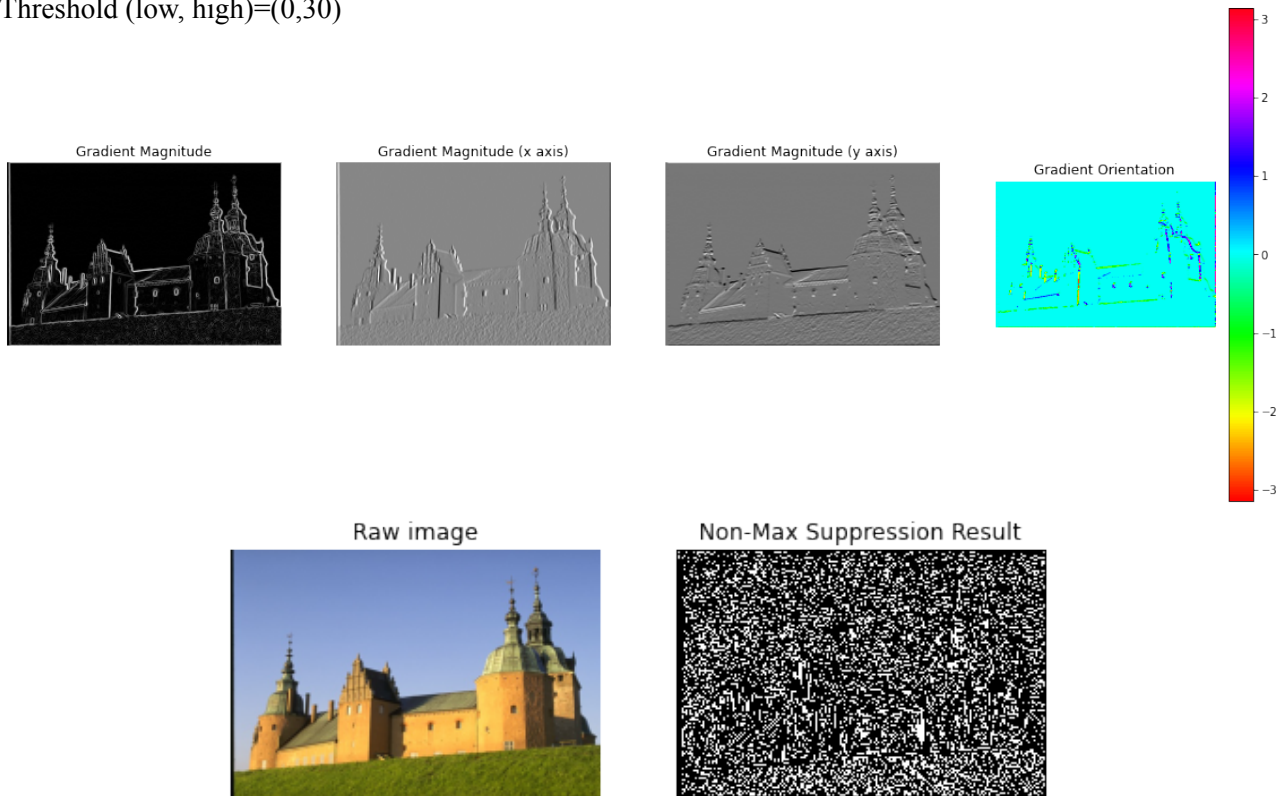 Threshold (low, high)=(0,30)
Gradient Magnitude
Gradient Magnitude (x axis)
Gradient Magnitude (y axis)
Gradient Orientation
3
2
1
0
−1
−2
−3
Raw image
Non-Max Suppression Result